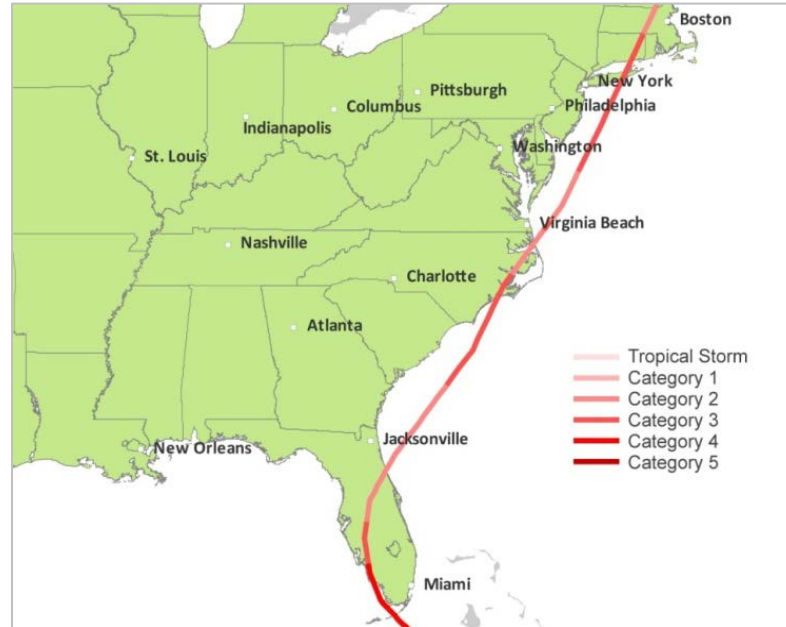 Boston
New York
Pittsburgh
Columbus
Philadelphia
Indianapolis
Washington
St. Louis
Virginia Beach
Nashville
Charlotte
Atlanta
Tropical Storm
Category 1
Category 2
Category 3
Category 4
Category 5
Jacksonville
New Orleans
Miami